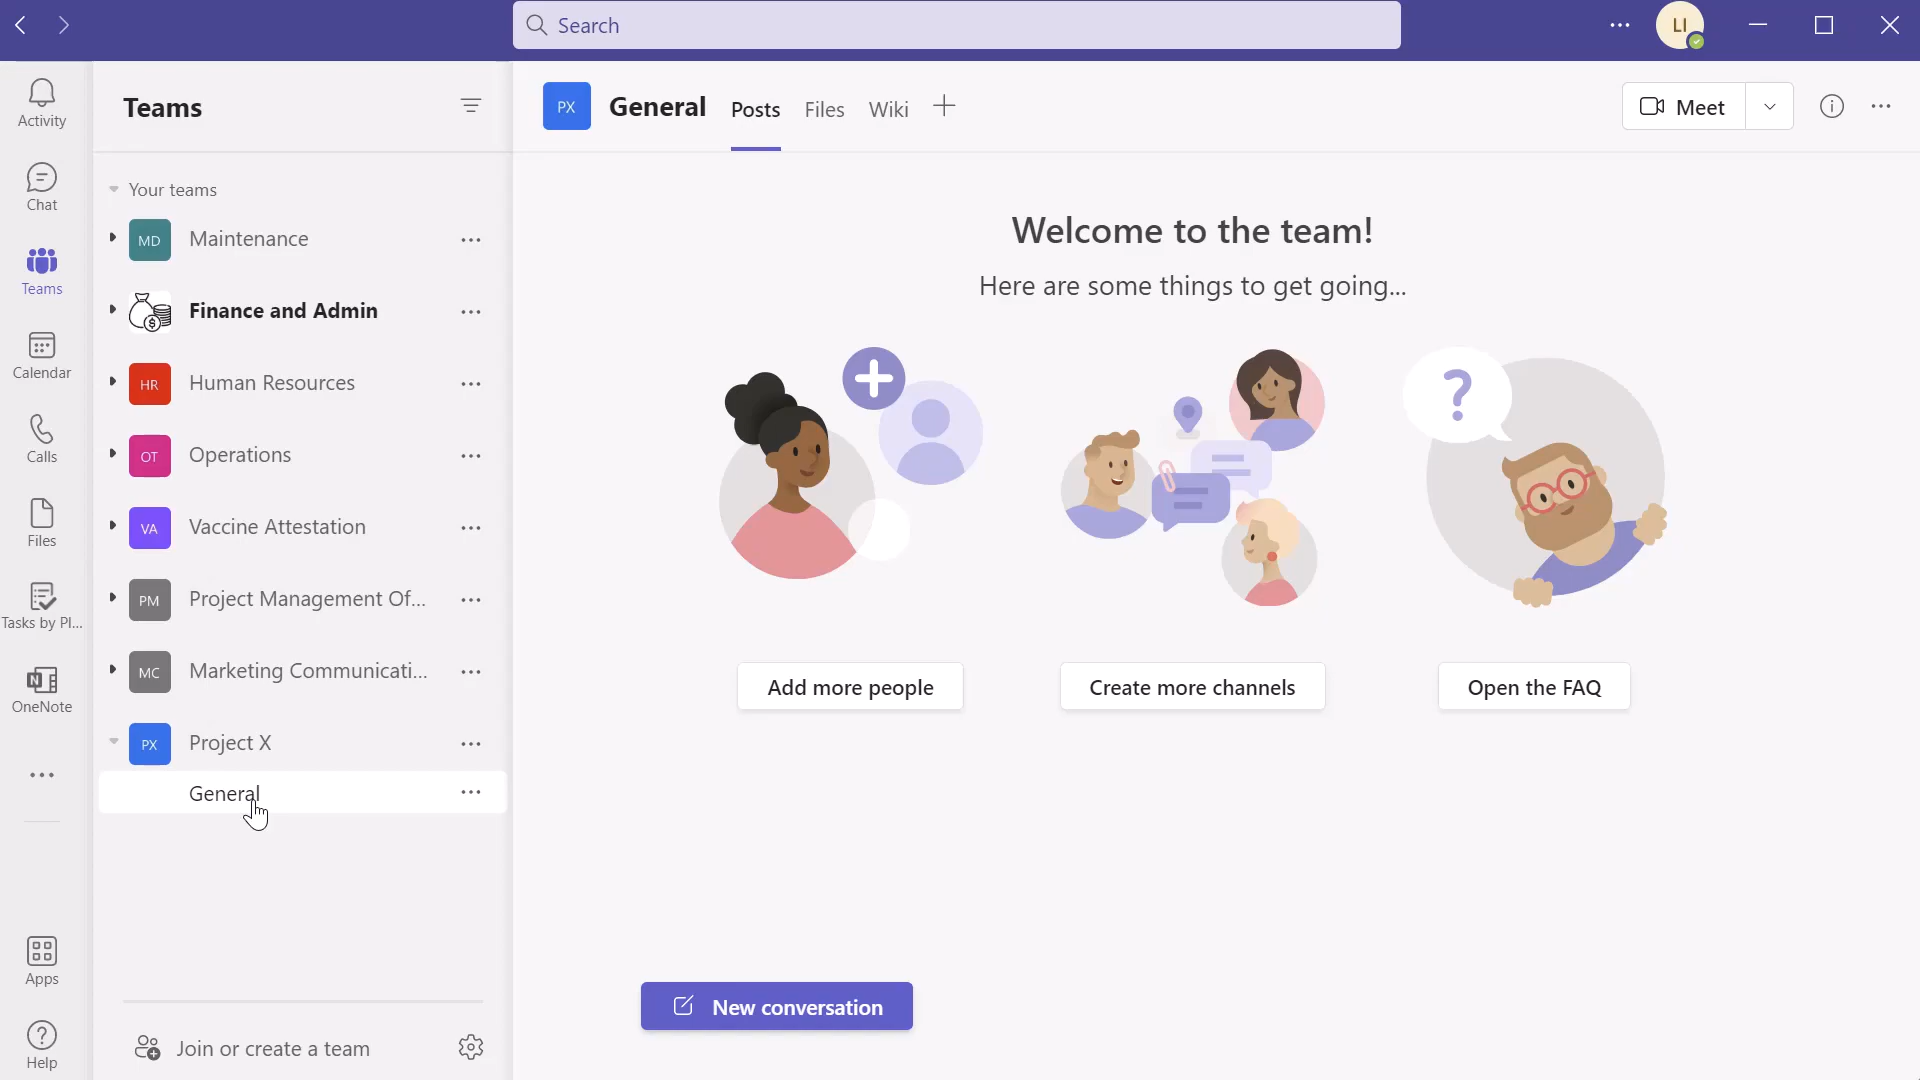 Search
LI
Activity
Chat
Teams
Calendar
Calls
Files
Tasks by Pl...
OneNote
Apps
Help
Teams
Your teams
MD Maintenance
Finance and Admin
HR Human Resources
OT Operations
VA Vaccine Attestation
PM Project Management Of...
MC Marketing Communicati...
PX Project X
General
Join or create a team
PX General Posts Files Wiki
Meet
Welcome to the team!
Here are some things to get going...
?
Add more people
Create more channels
Open the FAQ
New conversation